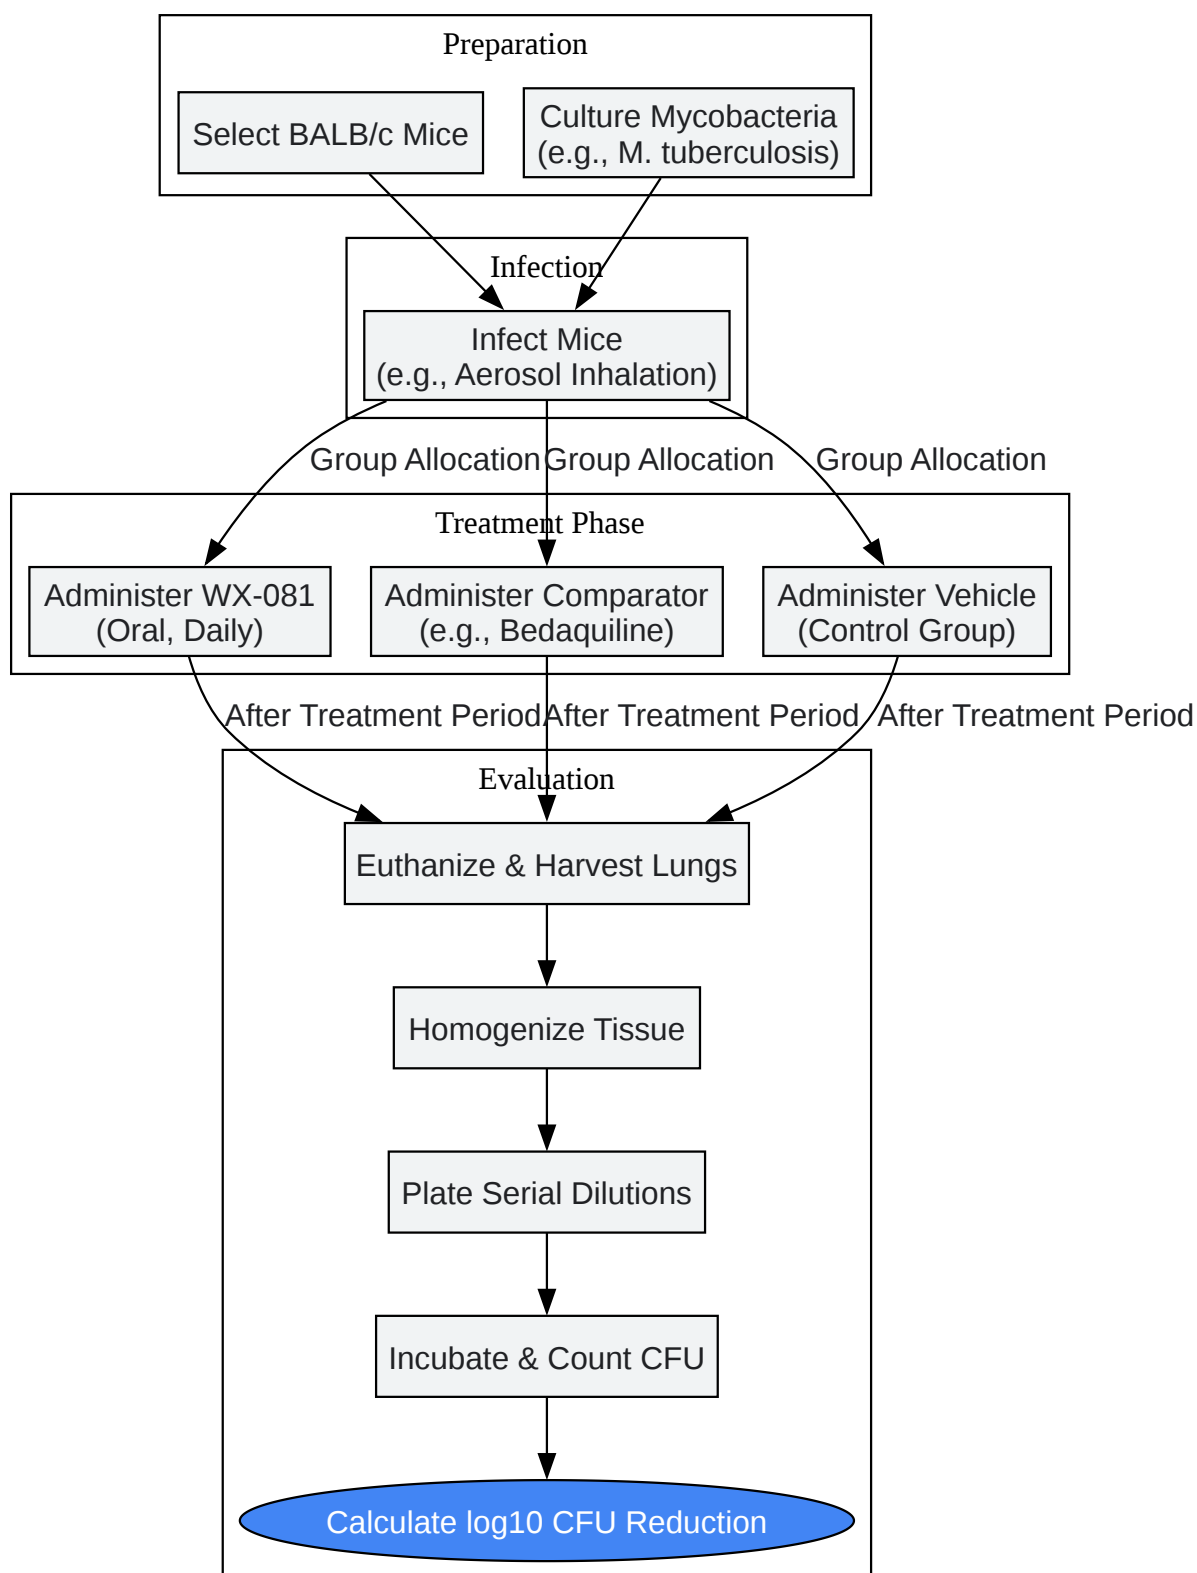 Preparation
Select BALB/c Mice
Culture Mycobacteria
(e.g., M. tuberculosis)
Infection
Infect Mice
(e.g., Aerosol Inhalation)
Group Allocation
Group Allocation
Group Allocation
Treatment Phase
Administer WX-081
(Oral, Daily)
Administer Comparator
(e.g., Bedaquiline)
Administer Vehicle
(Control Group)
After Treatment Period
After Treatment Period
After Treatment Period
Evaluation
Euthanize & Harvest Lungs
Homogenize Tissue
Plate Serial Dilutions
Incubate & Count CFU
Calculate log10 CFU Reduction